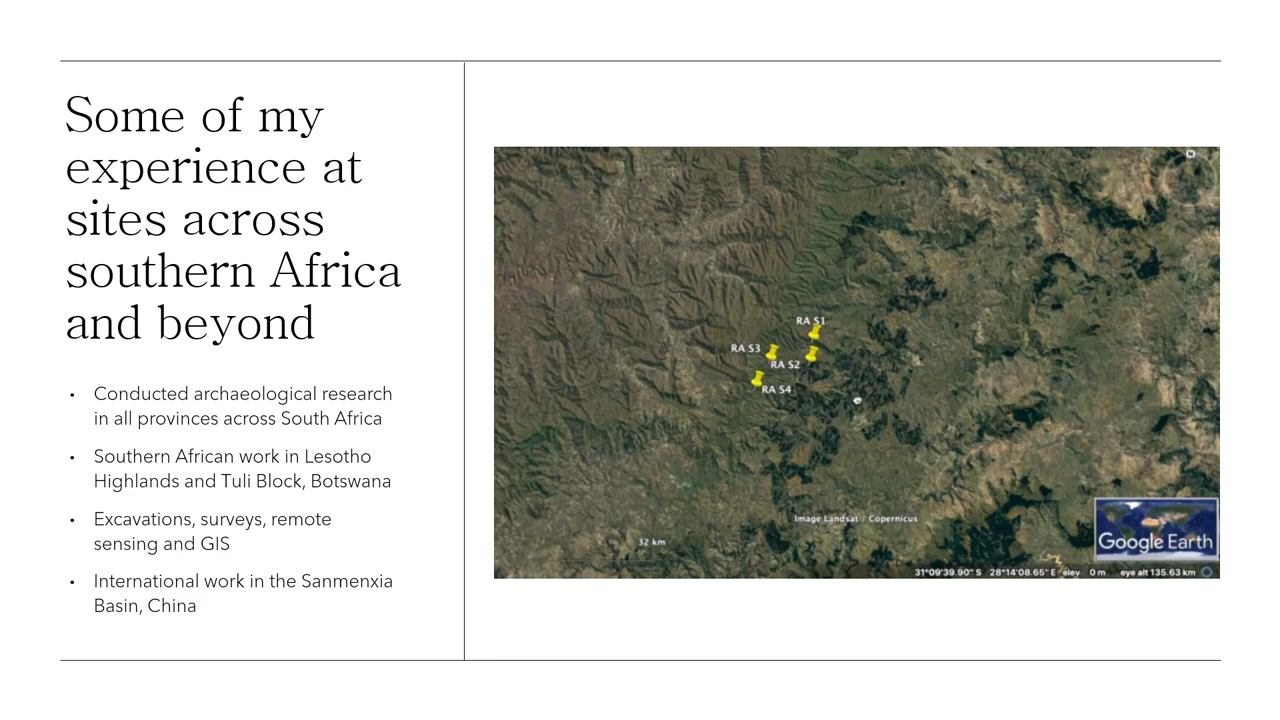 Some of my
experience at
sites across
southern Africa
and beyond
• Conducted archaeological research
in all provinces across South Africa
• Southern African work in Lesotho
Highlands and Tuli Block, Botswana
• Excavations, surveys, remote
sensing and GIS
• International work in the Sanmenxia
Basin, China
N
RA S1
RA S3
RA S2
RA S4
Image Landsat / Copernicus
32 km
Google Earth
31°09'39.90" S 28°14'08.65" E elev 0 m eye alt 135.63 km